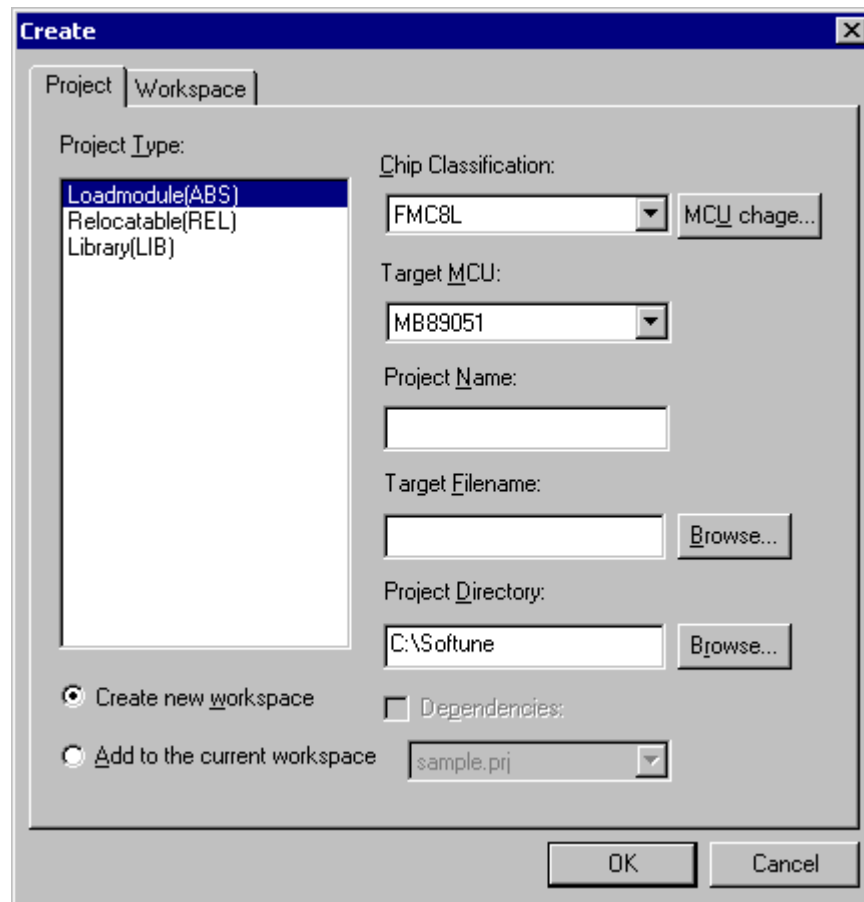 Create
Project
Workspace
Project Type:
Loadmodule(ABS)
Relocatable(REL)
Library(LIB)
Chip Classification:
FMC8L
MCU chage...
Target MCU:
MB89051
Project Name:
Target Filename:
Browse...
Project Directory:
C:\Softune
Browse...
Create new workspace
Add to the current workspace
Dependencies:
sample.prj
OK
Cancel